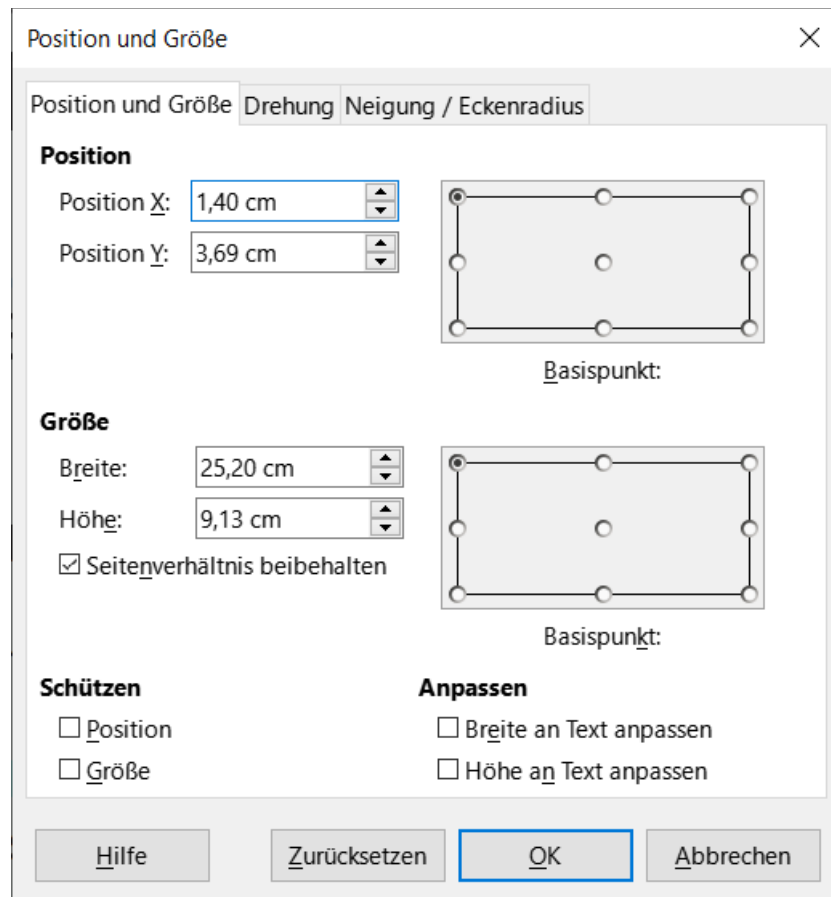 Position und Größe
Position und Größe Drehung Neigung / Eckenradius
Position
Position X: 1,40 cm
Position Y: 3,69 cm
Basispunkt:
Größe
Breite: 25,20 cm
Höhe: 9,13 cm
Seitenverhältnis beibehalten
Basispunkt:
Schützen Anpassen
Position Breite an Text anpassen
Größe Höhe an Text anpassen
Hilfe Zurücksetzen OK Abbrechen